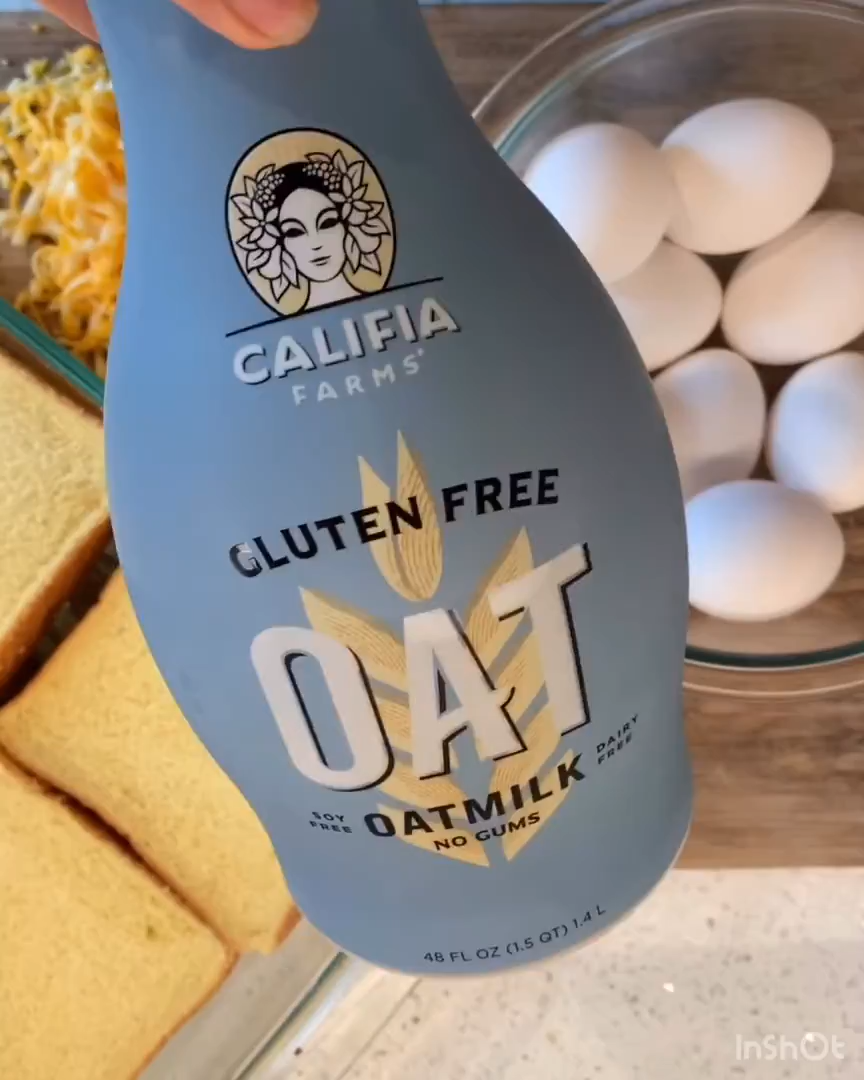 CALIFIA
FARMS®
GLUTEN FREE
OAT
DAIRY
FREE
SOY
FREE
OATMILK
NO GUMS
48 FL OZ (1.5 QT) 1.4 L
InShOt